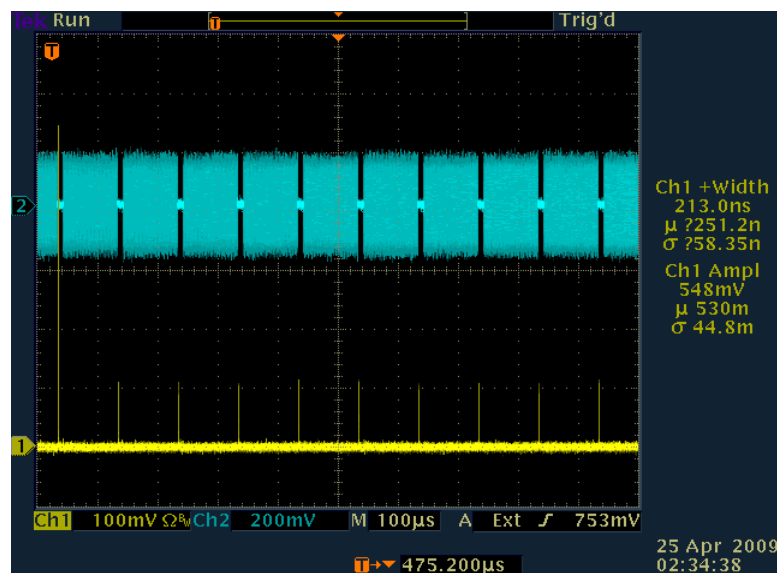 Tek Run Trig'd
T
T
2
Ch1 +Width
213.0ns
μ ?251.2n
σ ?58.35n
Ch1 Ampl
548mV
μ 530m
σ 44.8m
1
Ch1 100mV Ω Ch2 200mV M 100μs A Ext 753mV
T 475.200μs
25 Apr 2009
02:34:38